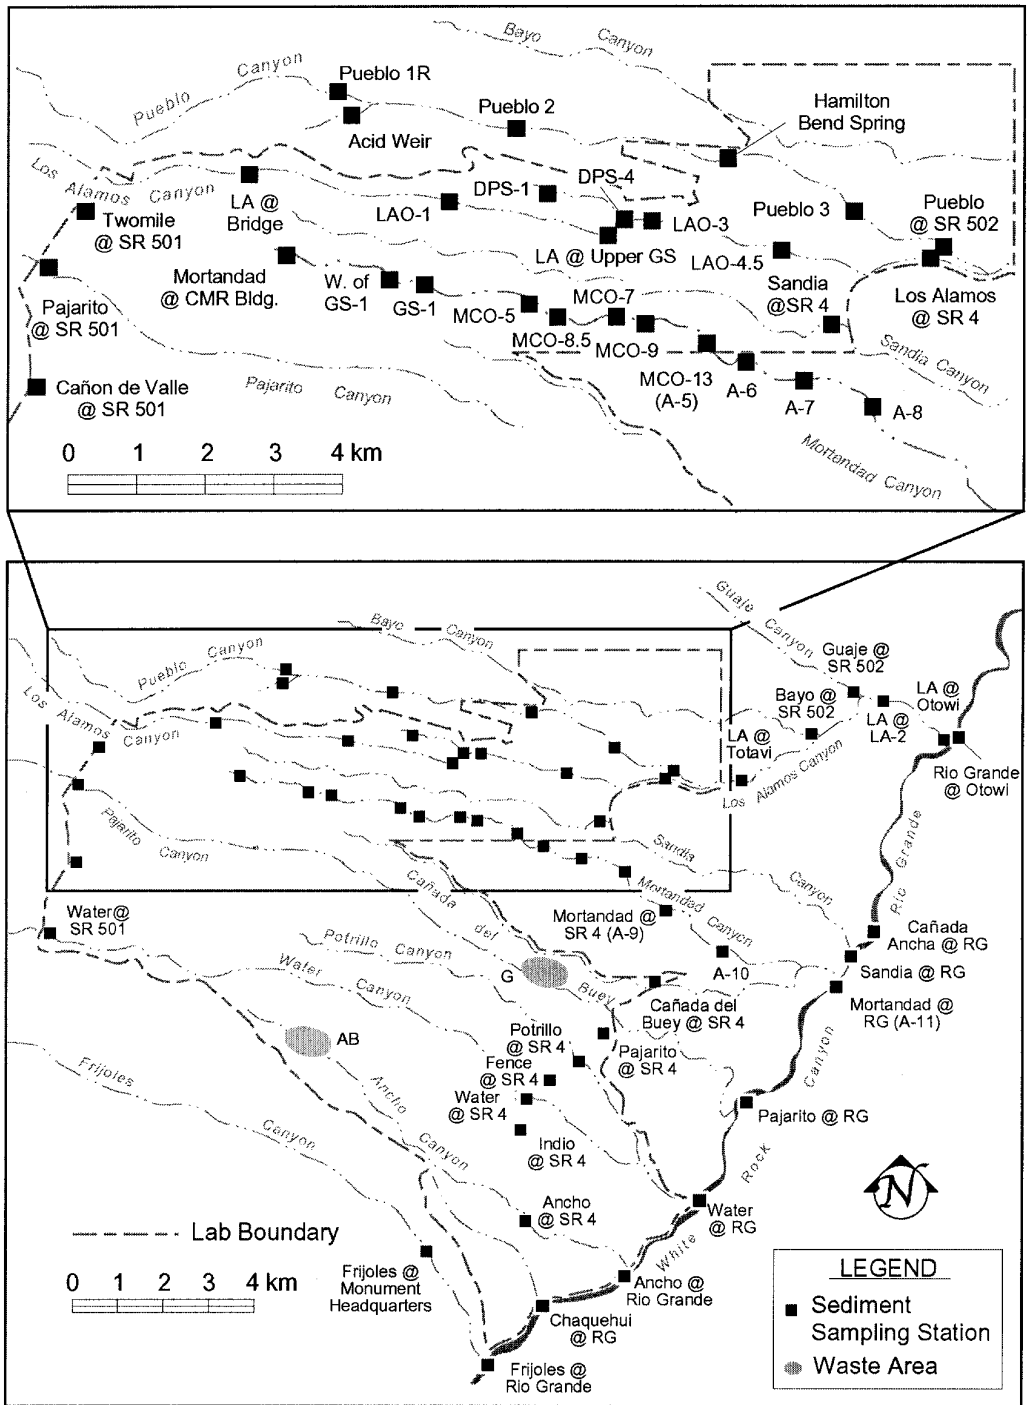 Bayo Canyon
Pueblo Canyon
Pueblo 1R
Pueblo 2
Hamilton
Bend Spring
Acid Weir
Los Alamos Canyon
LA @
Bridge
Twomile
@ SR 501
LAO-1
DPS-1
DPS-4
LAO-3
Pueblo 3
Pueblo
@ SR 502
LA @ Upper GS
LAO-4.5
Sandia
@SR 4
Los Alamos
@ SR 4
Pajarito
@ SR 501
Mortandad
@ CMR Bldg.
W. of
GS-1
GS-1
MCO-5
MCO-7
MCO-8.5
MCO-9
MCO-13
(A-5)
A-6
A-7
A-8
Sandia Canyon
Cañon de Valle
@ SR 501
Pajarito Canyon
Mortandad Canyon
0 1 2 3 4 km
Guaje Canyon
Bayo Canyon
Pueblo Canyon
Los Alamos Canyon
Guaje @
SR 502
Bayo @
SR 502
LA @
Otowi
LA @
LA-2
LA @
Totavi
Los Alamos Canyon
Rio Grande
@ Otowi
Rio Grande
Pajarito Canyon
Sandia Canyon
Cañada del Buey
Mortandad Canyon
Water@
SR 501
Mortandad @
SR 4 (A-9)
Cañada
Ancha @ RG
Sandia @ RG
A-10
Mortandad @
RG (A-11)
Potrillo Canyon
Water Canyon
G
Cañada del
Buey @ SR 4
AB
Potrillo
@ SR 4
Pajarito
@ SR 4
Fence
@ SR 4
Water
@ SR 4
Indio
@ SR 4
Pajarito @ RG
Frijoles Canyon
Ancho Canyon
White Rock Canyon
Ancho
@ SR 4
Water
@ RG
N
Lab Boundary
0 1 2 3 4 km
Frijoles @
Monument
Headquarters
Ancho @
Rio Grande
Chaquehui
@ RG
Frijoles @
Rio Grande
LEGEND
Sediment
Sampling Station
Waste Area